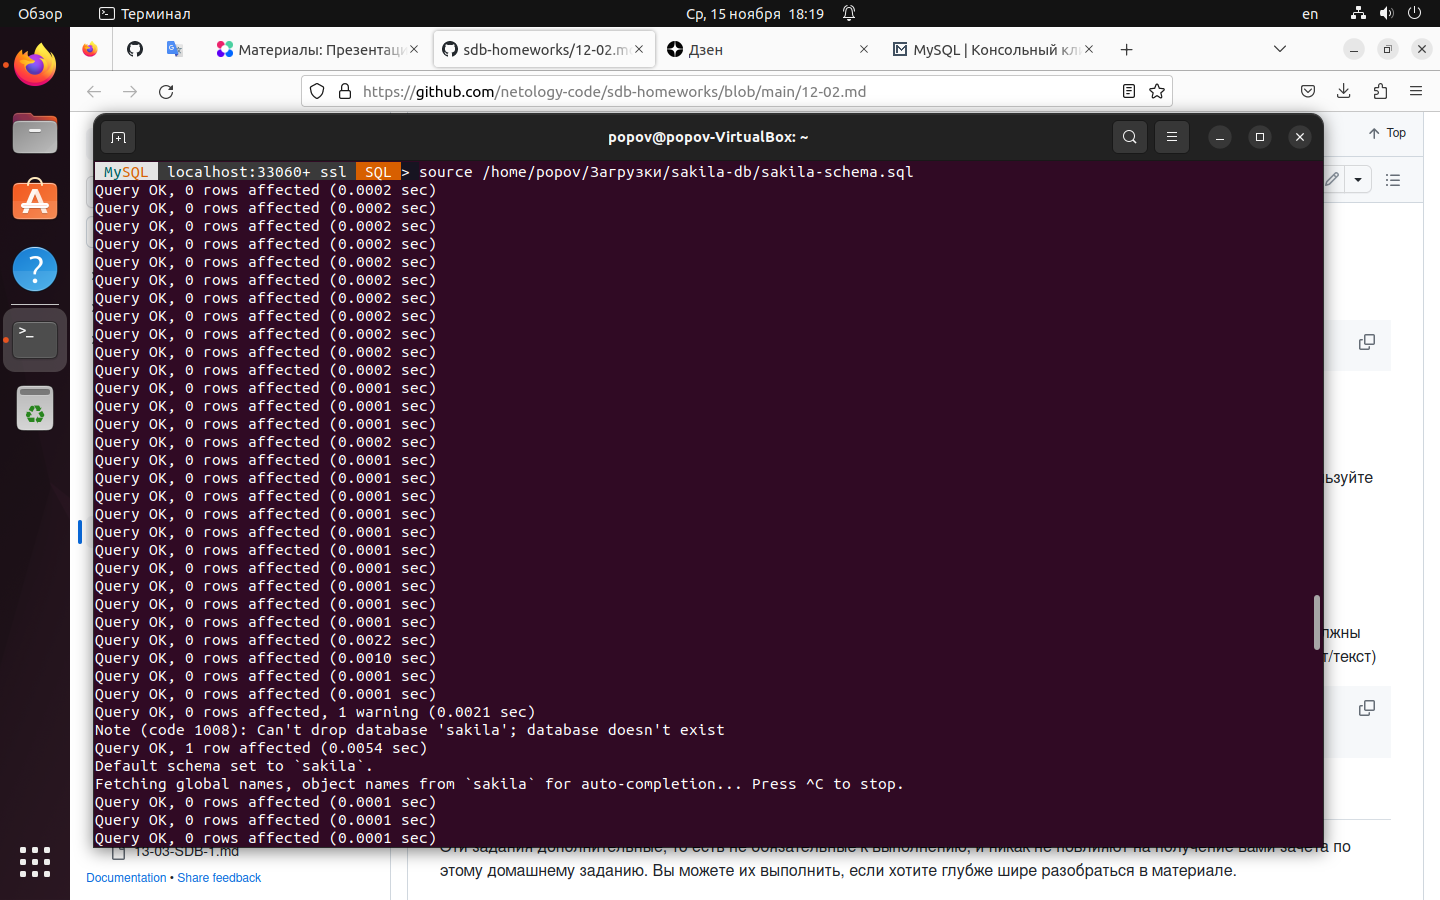 Обзор
Терминал
Ср, 15 ноября 18:19
en
Материалы: Презентаци
sdb-homeworks/12-02.m
Дзен
MySQL | Консольный кли
https://github.com/netology-code/sdb-homeworks/blob/main/12-02.md
popov@popov-VirtualBox: ~
Top
MySQL localhost:33060+ ssl SQL > source /home/popov/Загрузки/sakila-db/sakila-schema.sql
Query OK, 0 rows affected (0.0002 sec)
Query OK, 0 rows affected (0.0002 sec)
Query OK, 0 rows affected (0.0002 sec)
Query OK, 0 rows affected (0.0002 sec)
Query OK, 0 rows affected (0.0002 sec)
Query OK, 0 rows affected (0.0002 sec)
Query OK, 0 rows affected (0.0002 sec)
Query OK, 0 rows affected (0.0002 sec)
Query OK, 0 rows affected (0.0002 sec)
Query OK, 0 rows affected (0.0002 sec)
Query OK, 0 rows affected (0.0002 sec)
Query OK, 0 rows affected (0.0001 sec)
Query OK, 0 rows affected (0.0001 sec)
Query OK, 0 rows affected (0.0001 sec)
Query OK, 0 rows affected (0.0002 sec)
Query OK, 0 rows affected (0.0001 sec)
Query OK, 0 rows affected (0.0001 sec)
Query OK, 0 rows affected (0.0001 sec)
Query OK, 0 rows affected (0.0001 sec)
Query OK, 0 rows affected (0.0001 sec)
Query OK, 0 rows affected (0.0001 sec)
Query OK, 0 rows affected (0.0001 sec)
Query OK, 0 rows affected (0.0001 sec)
Query OK, 0 rows affected (0.0001 sec)
Query OK, 0 rows affected (0.0001 sec)
Query OK, 0 rows affected (0.0022 sec)
Query OK, 0 rows affected (0.0010 sec)
Query OK, 0 rows affected (0.0001 sec)
Query OK, 0 rows affected (0.0001 sec)
Query OK, 0 rows affected, 1 warning (0.0021 sec)
Note (code 1008): Can't drop database 'sakila'; database doesn't exist
Query OK, 1 row affected (0.0054 sec)
Default schema set to `sakila`.
Fetching global names, object names from `sakila` for auto-completion... Press ^C to stop.
Query OK, 0 rows affected (0.0001 sec)
Query OK, 0 rows affected (0.0001 sec)
Query OK, 0 rows affected (0.0001 sec)
ьзуйте
лжны
т/текст)
13-03-SDB-1.md
Documentation • Share feedback
Эти задания дополнительные, то есть не обязательные к выполнению, и никак не повлияют на получение вами зачёта по
этому домашнему заданию. Вы можете их выполнить, если хотите глубже шире разобраться в материале.